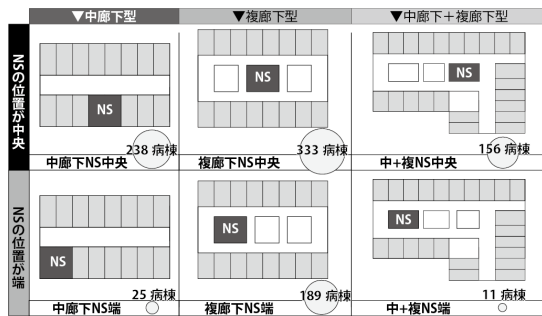 ▼中廊下型
▼複廊下型
▼中廊下＋複廊下型
NSの位置が中央
NS
238 病棟
中廊下NS中央
NS
333 病棟
複廊下NS中央
NS
156 病棟
中+複NS中央
NSの位置が端
NS
25 病棟
中廊下NS端
NS
189 病棟
複廊下NS端
NS
11 病棟
中+複NS端